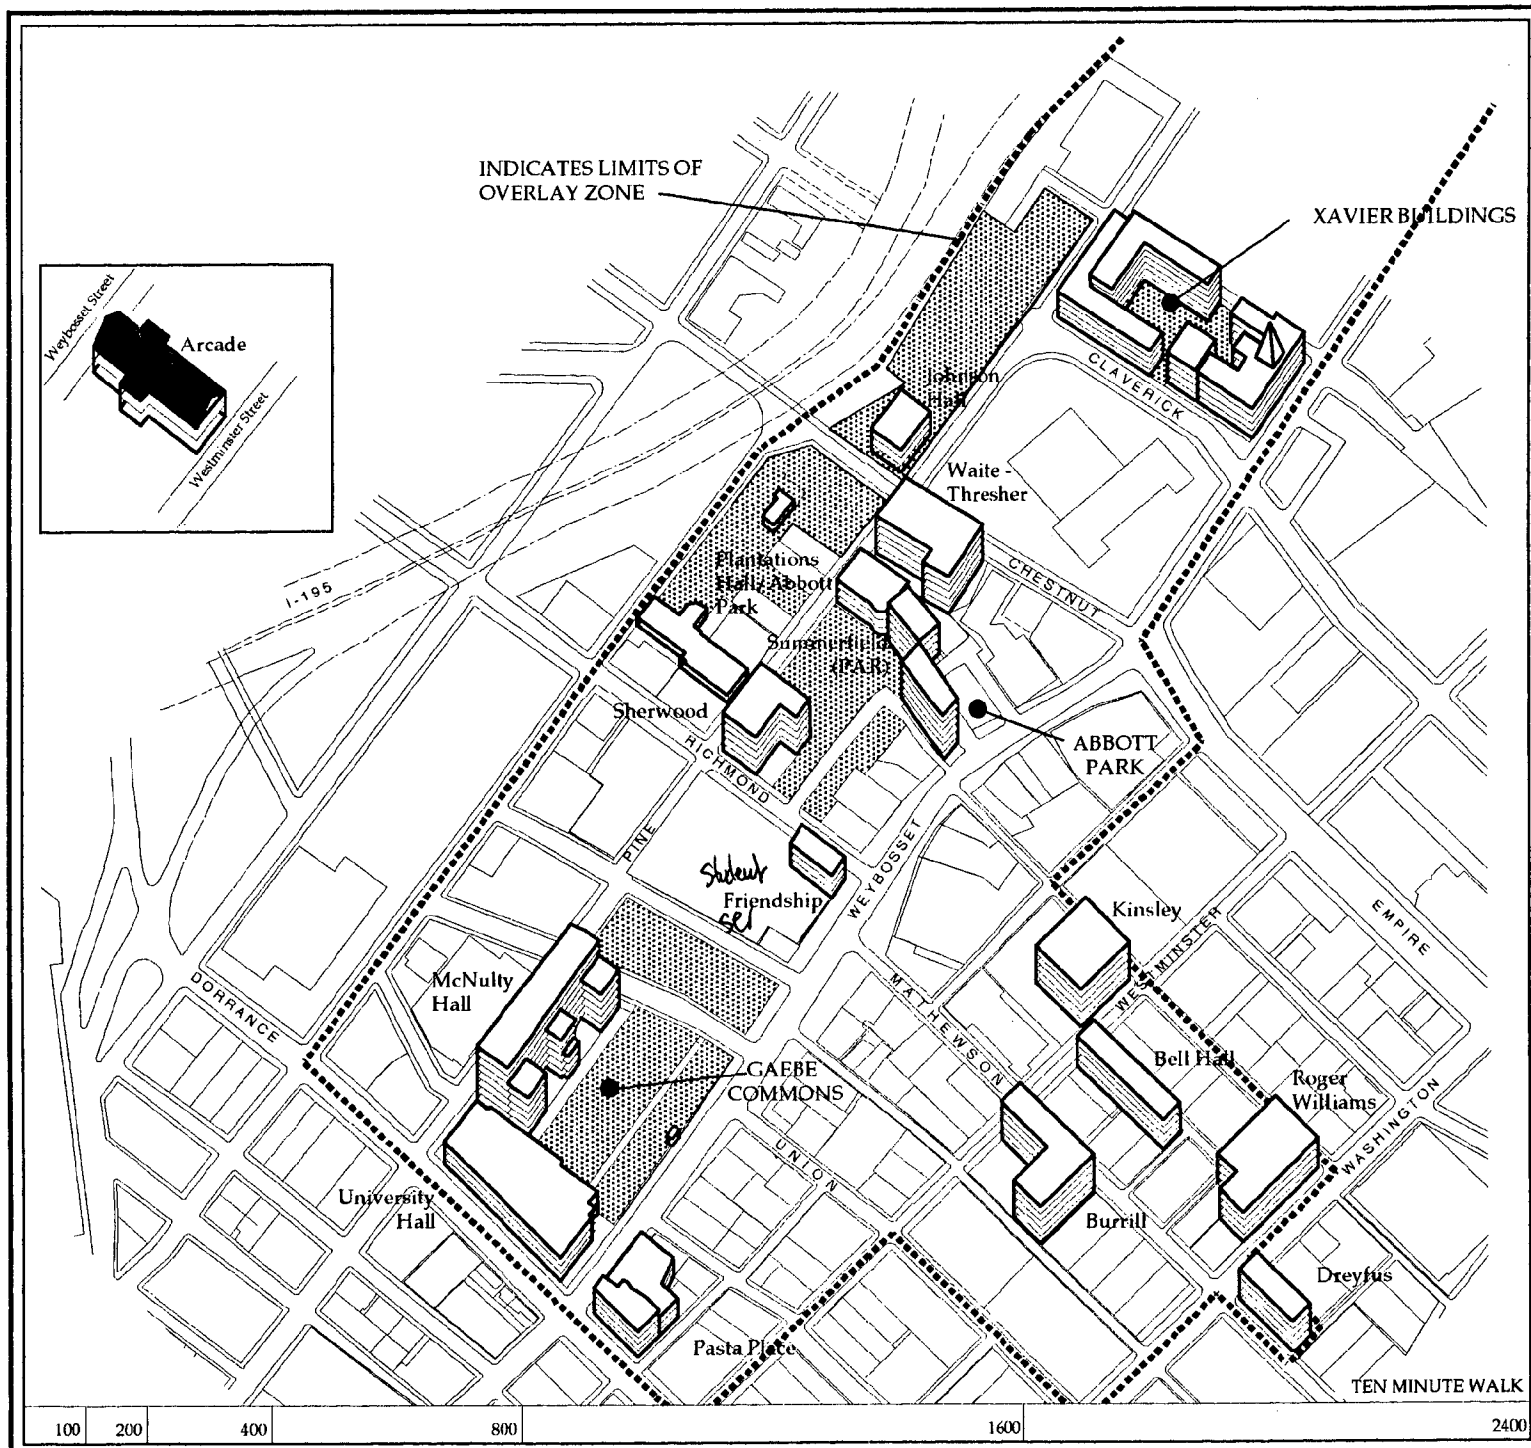 INDICATES LIMITS OF
OVERLAY ZONE
XAVIER BUILDINGS
Weybosset Street
Arcade
Westminster Street
Johnson
Hall
CLAVERICK
Waite -
Thresher
I-195
Plantations
Hall/Abbott
Park
CHESTNUT
Summerfield
(PAR)
Sherwood
RICHMOND
ABBOTT
PARK
PINE
WEYBOSSET
Student
Friendship
ser
Kinsley
EMPIRE
WESTMINSTER
McNulty
Hall
DORRANCE
MATHEWSON
Bell Hall
GAEBE
COMMONS
Roger
Williams
WASHINGTON
UNION
University
Hall
Burrill
Dreyfus
Pasta Place
TEN MINUTE WALK
100 200 400 800 1600 2400